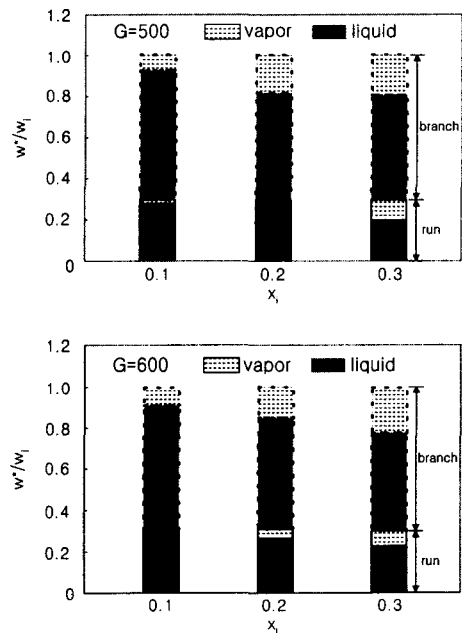 G=500 vapor liquid
1.2
1.0
0.8
0.6
0.4
0.2
0
w*/wᵢ
branch
run
0.1 0.2 0.3
xᵢ
G=600 vapor liquid
1.2
1.0
0.8
0.6
0.4
0.2
0
w*/wᵢ
branch
run
0.1 0.2 0.3
xᵢ